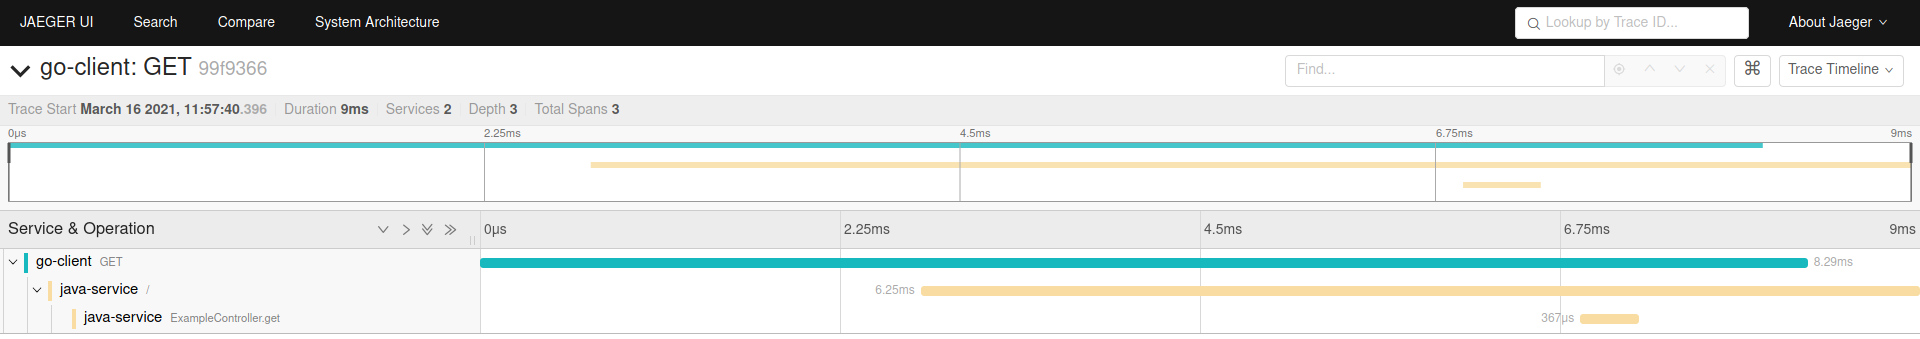 JAEGER UI Search Compare System Architecture Lookup by Trace ID... About Jaeger
go-client: GET 99f9366 Find... ⌘ Trace Timeline
Trace Start March 16 2021, 11:57:40.396 Duration 9ms Services 2 Depth 3 Total Spans 3
0μs 2.25ms 4.5ms 6.75ms 9ms
Service & Operation 0μs 2.25ms 4.5ms 6.75ms 9ms
go-client GET 8.29ms
java-service / 6.25ms
java-service ExampleController.get 367μs